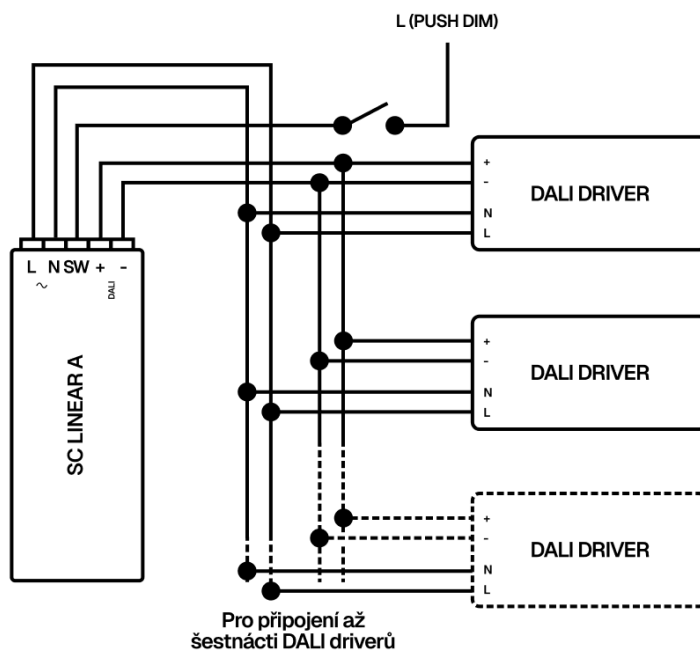 L (PUSH DIM)
+
-
N
L
DALI DRIVER
L N SW + -
~
DALI
SC LINEAR A
+
-
N
L
DALI DRIVER
+
-
N
L
DALI DRIVER
Pro připojení až
šestnácti DALI driverů